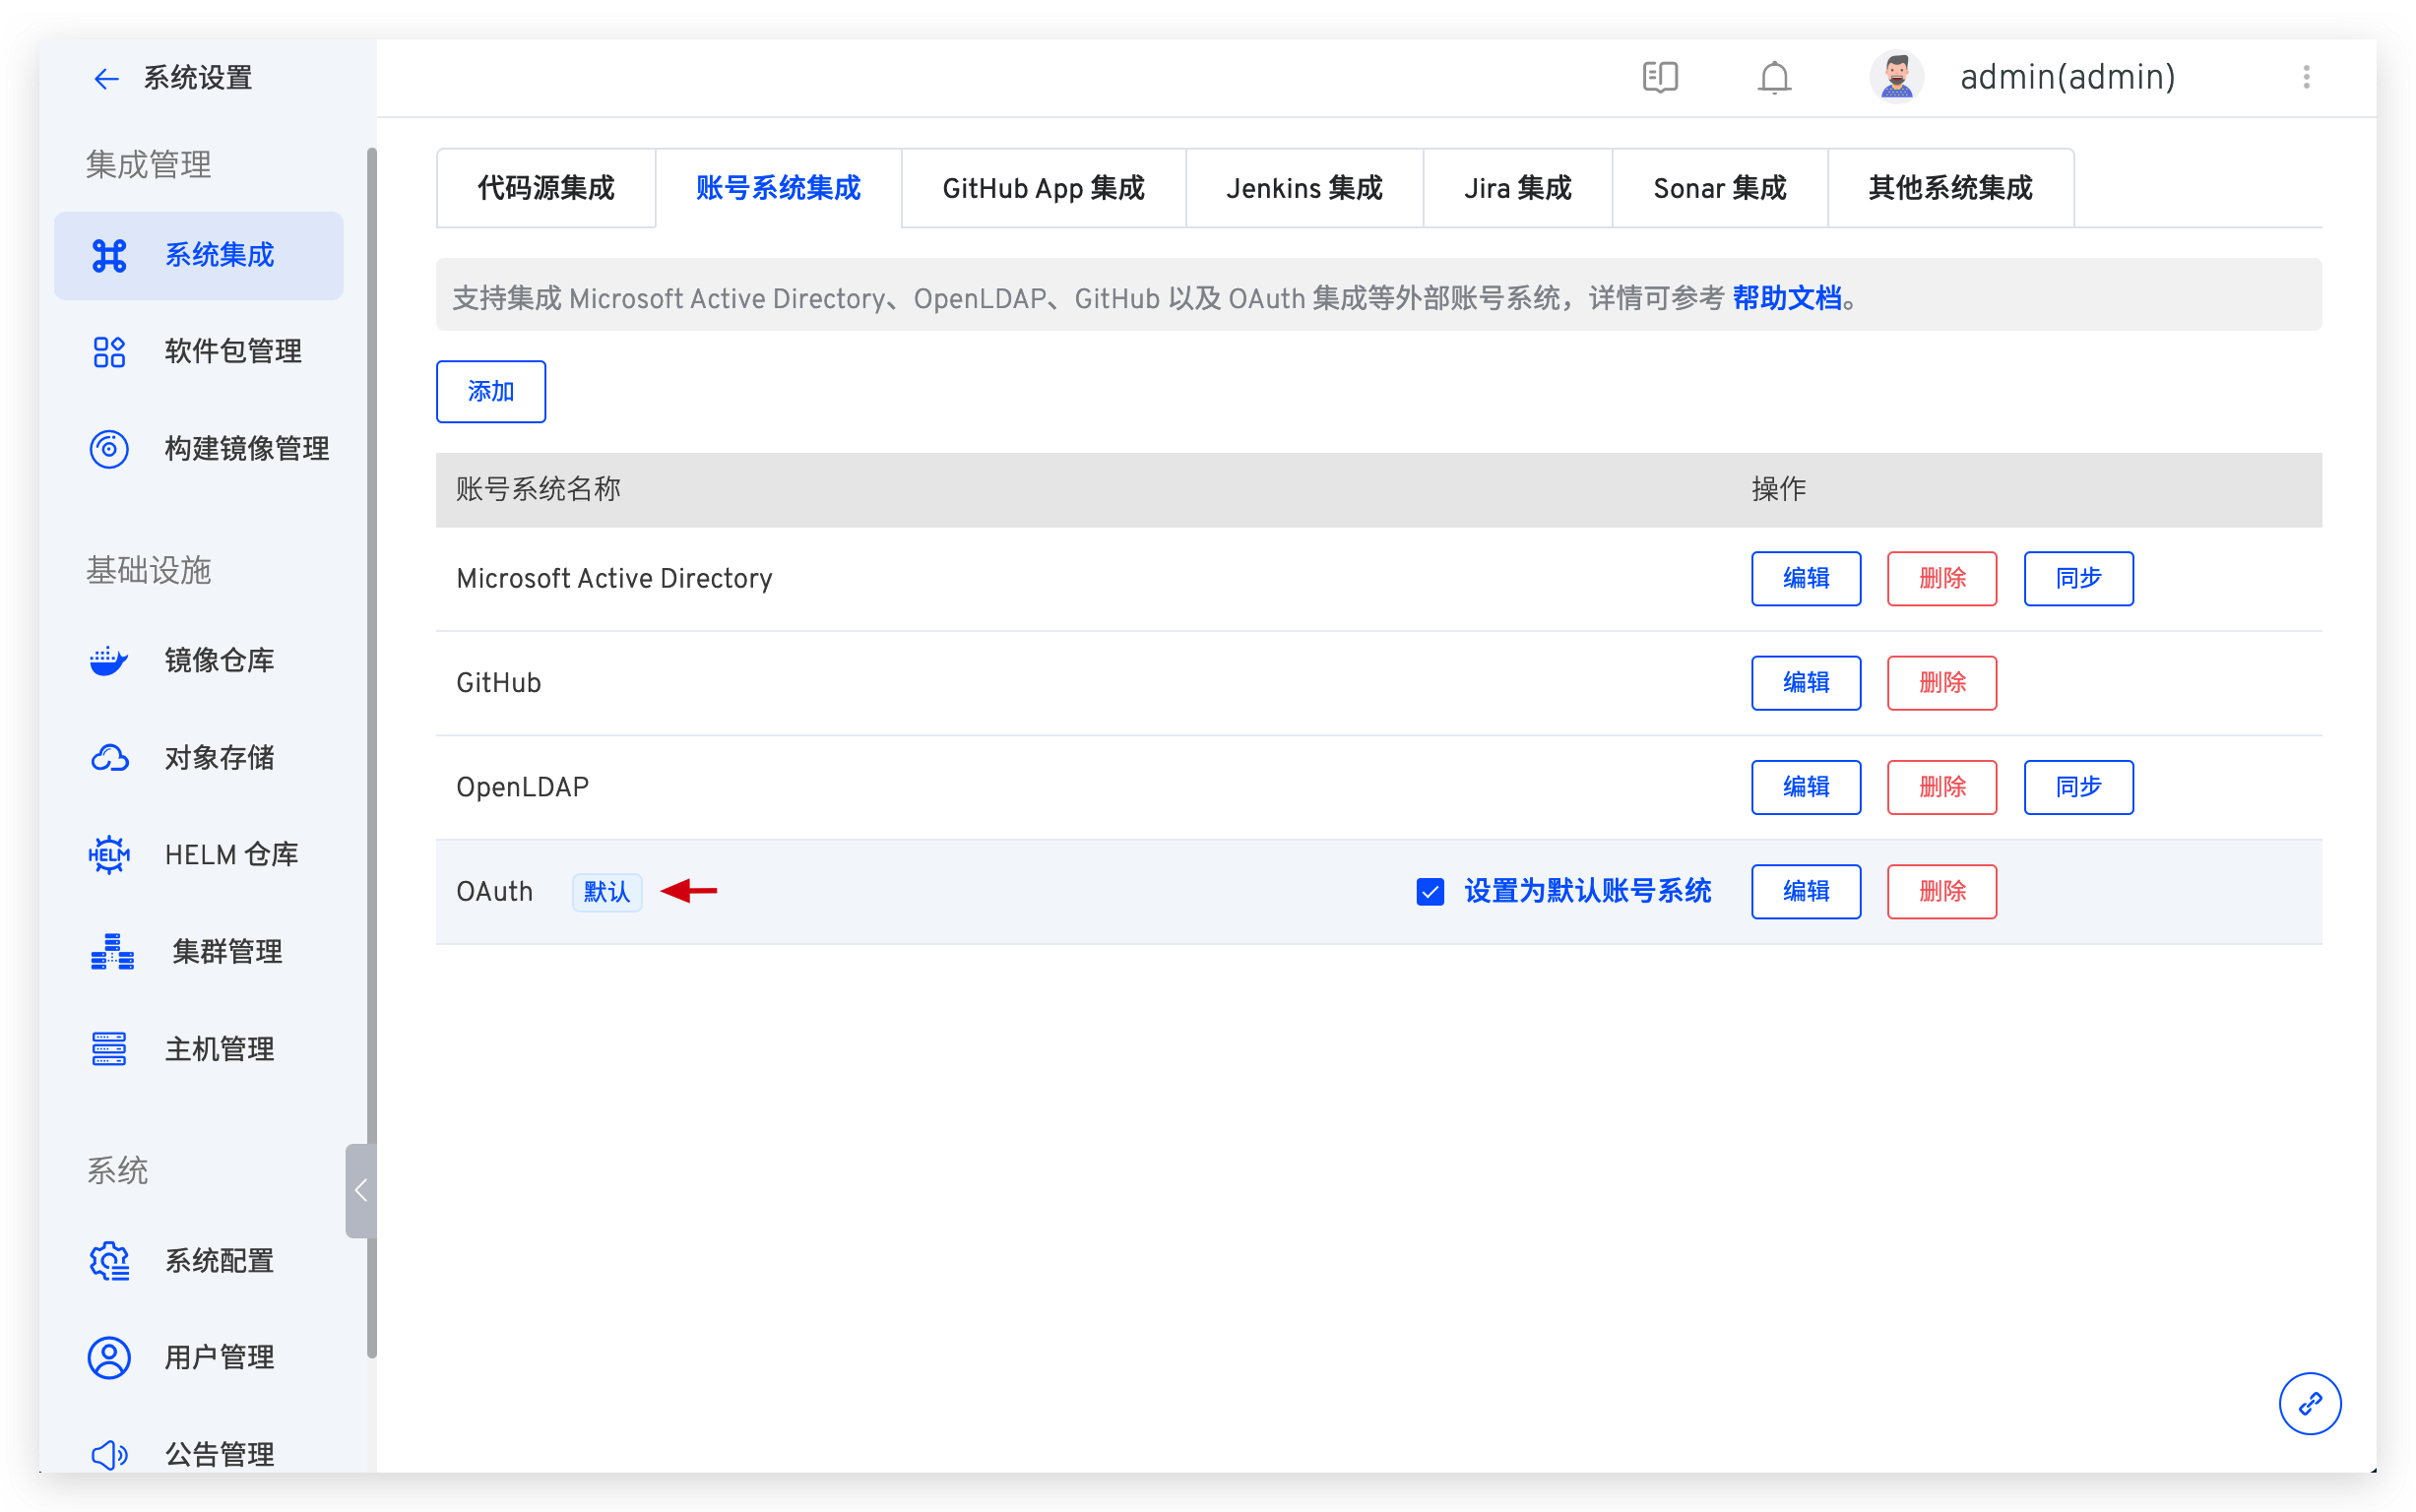 系统设置
admin(admin)
集成管理
系统集成
软件包管理
构建镜像管理
基础设施
镜像仓库
对象存储
HELM
HELM 仓库
集群管理
主机管理
系统
系统配置
用户管理
公告管理
代码源集成 账号系统集成 GitHub App 集成 Jenkins 集成 Jira 集成 Sonar 集成 其他系统集成
支持集成 Microsoft Active Directory、OpenLDAP、GitHub 以及 OAuth 集成等外部账号系统，详情可参考 帮助文档。
添加
账号系统名称 操作
Microsoft Active Directory 编辑 删除 同步
GitHub 编辑 删除
OpenLDAP 编辑 删除 同步
OAuth 默认 设置为默认账号系统 编辑 删除